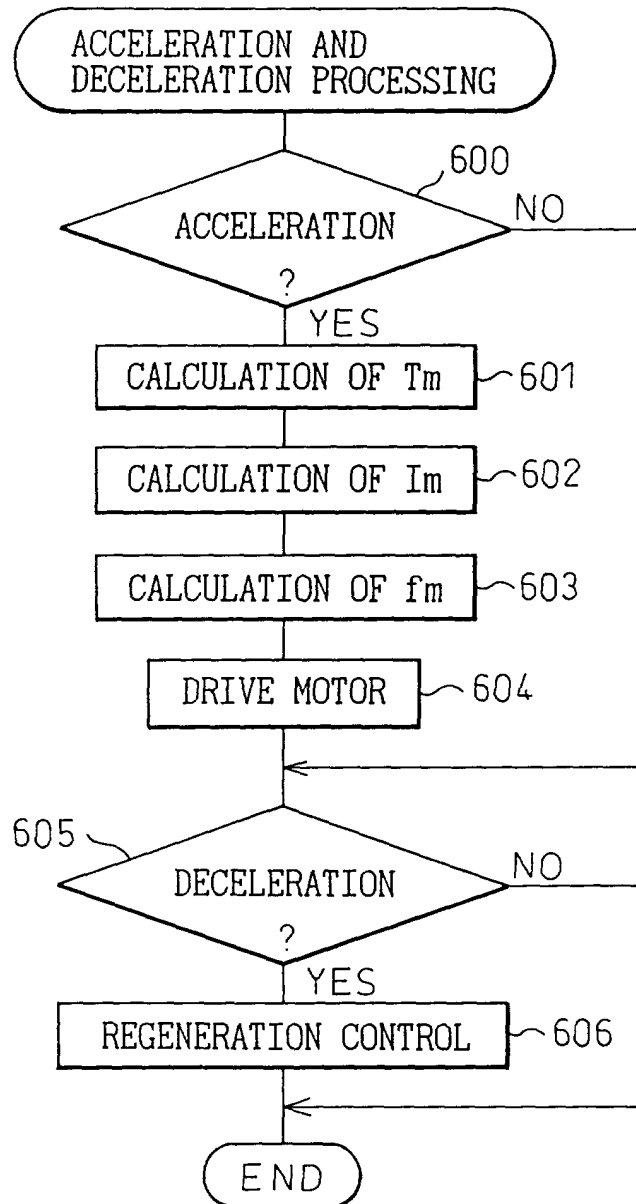 ACCELERATION AND
DECELERATION PROCESSING
600
ACCELERATION
?
NO
YES
CALCULATION OF Tm
601
CALCULATION OF Im
602
CALCULATION OF fm
603
DRIVE MOTOR
604
605
DECELERATION
?
NO
YES
REGENERATION CONTROL
606
END